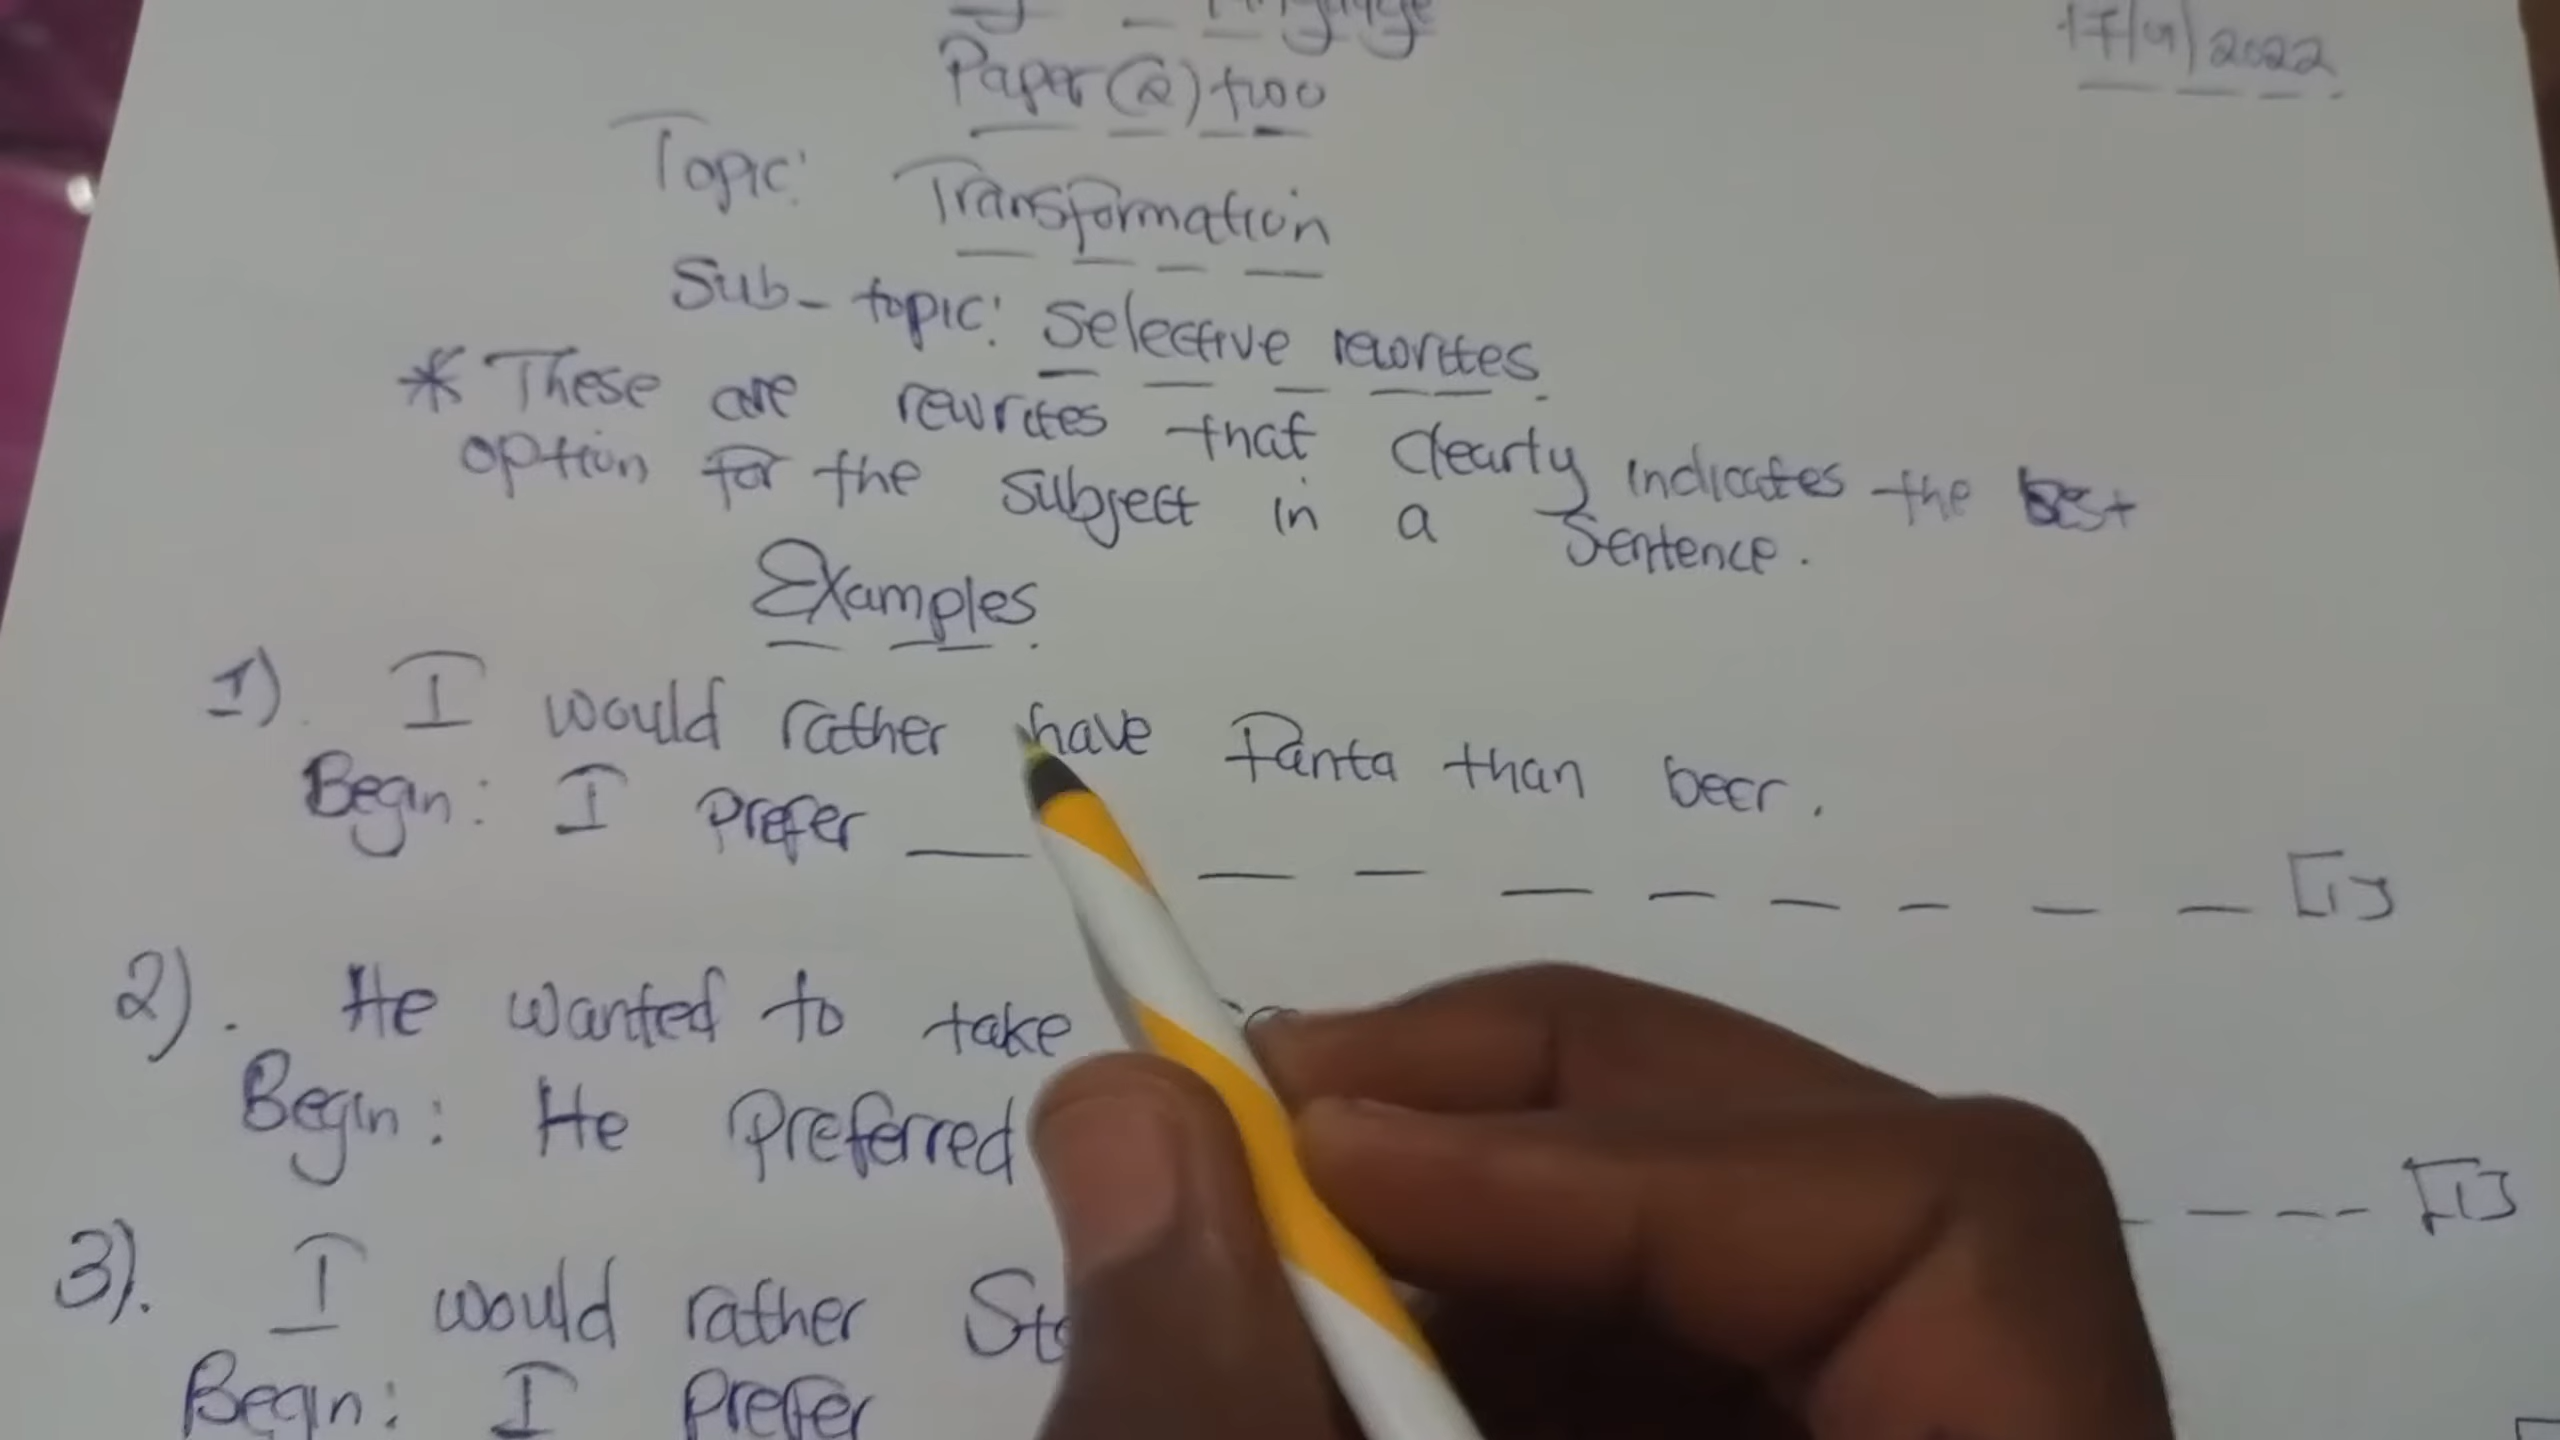 Language
Paper (2) two
17/01/2022
Topic: Transformation
Sub-topic: Selective rewrites.
* These are rewrites that clearly indicates the best
option for the subject in a sentence.
Examples.
1). I would rather have Fanta than beer.
Begin: I prefer _ _ _ _ _ _ _ _ _ [1]
2). He wanted to take
Begin: He preferred _ _ _ _ [1]
3). I would rather
Begin: I prefer